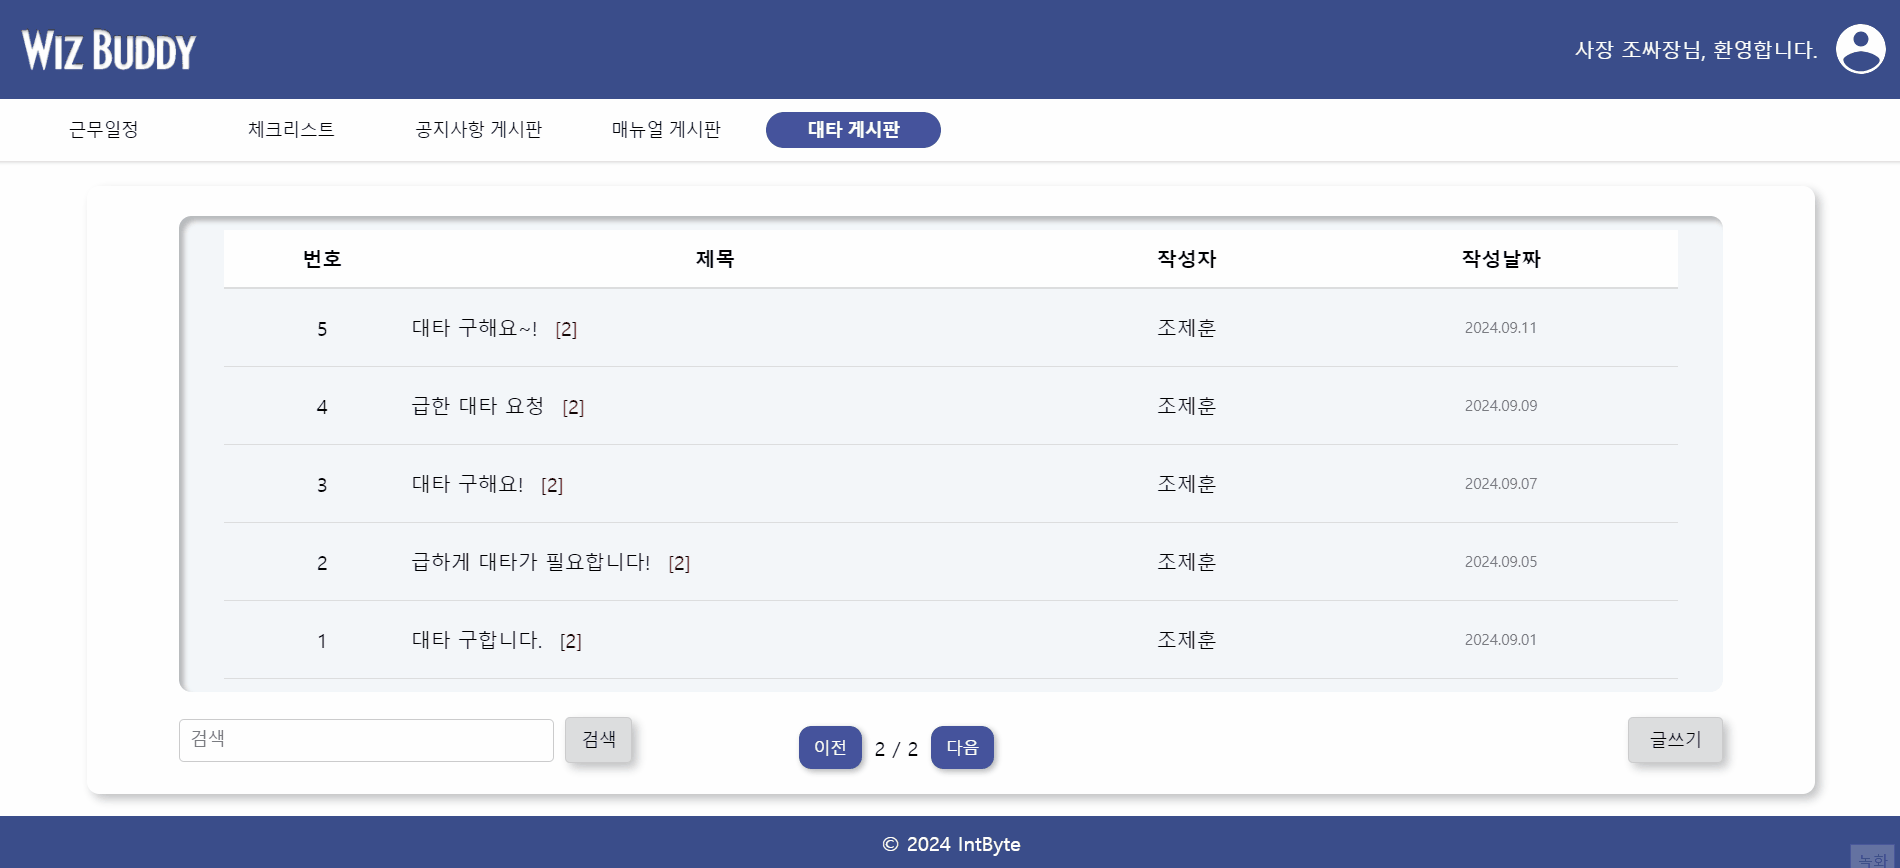 WIZ BUDDY
사장 조싸장님, 환영합니다.
근무일정 체크리스트 공지사항 게시판 매뉴얼 게시판 대타 게시판
번호 제목 작성자 작성날짜
5 대타 구해요~! [2] 조제훈 2024.09.11
4 급한 대타 요청 [2] 조제훈 2024.09.09
3 대타 구해요! [2] 조제훈 2024.09.07
2 급하게 대타가 필요합니다! [2] 조제훈 2024.09.05
1 대타 구합니다. [2] 조제훈 2024.09.01
검색 검색 이전 2 / 2 다음 글쓰기
© 2024 IntByte
녹화